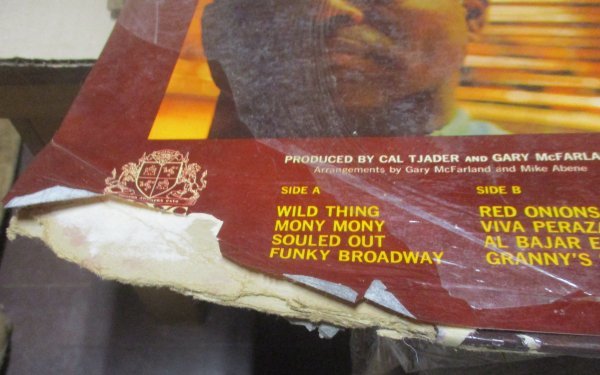 PRODUCED BY CAL TJADER AND GARY McFARLA
Arrangements by Gary McFarland and Mike Abene
SIDE A
WILD THING
MONY MONY
SOULED OUT
FUNKY BROADWAY
SIDE B
RED ONIONS
VIVA PERAZA
AL BAJAR E
GRANNY'S